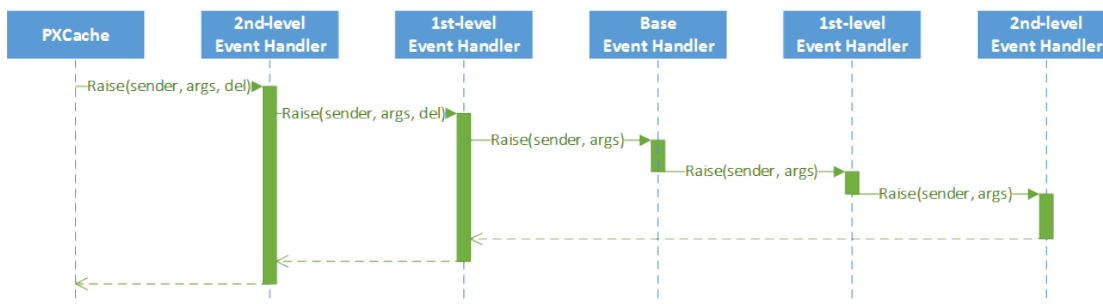 PXCache
2nd-level
Event Handler
1st-level
Event Handler
Base
Event Handler
1st-level
Event Handler
2nd-level
Event Handler
Raise(sender, args, del)
Raise(sender, args, del)
Raise(sender, args)
Raise(sender, args)
Raise(sender, args)